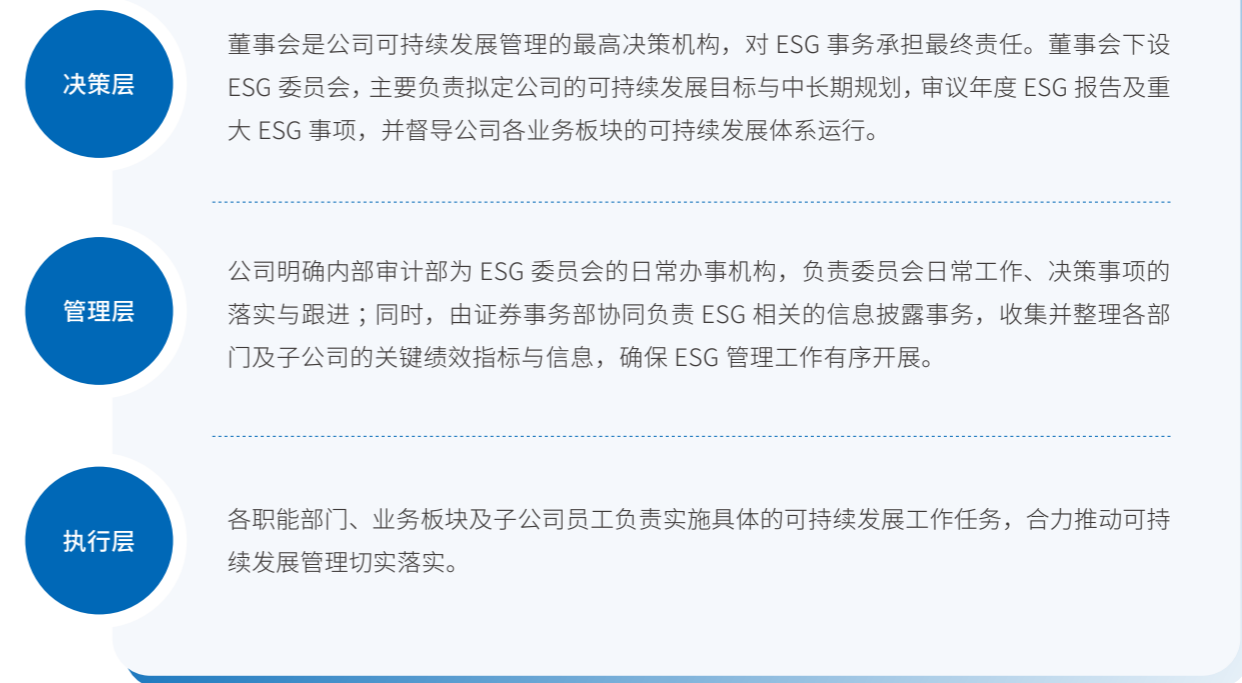 决策层
董事会是公司可持续发展管理的最高决策机构，对 ESG 事务承担最终责任。董事会下设
ESG 委员会，主要负责拟定公司的可持续发展目标与中长期规划，审议年度 ESG 报告及重
大 ESG 事项，并督导公司各业务板块的可持续发展体系运行。
管理层
公司明确内部审计部为 ESG 委员会的日常办事机构，负责委员会日常工作、决策事项的
落实与跟进；同时，由证券事务部协同负责 ESG 相关的信息披露事务，收集并整理各部
门及子公司的关键绩效指标与信息，确保 ESG 管理工作有序开展。
执行层
各职能部门、业务板块及子公司员工负责实施具体的可持续发展工作任务，合力推动可持
续发展管理切实落实。